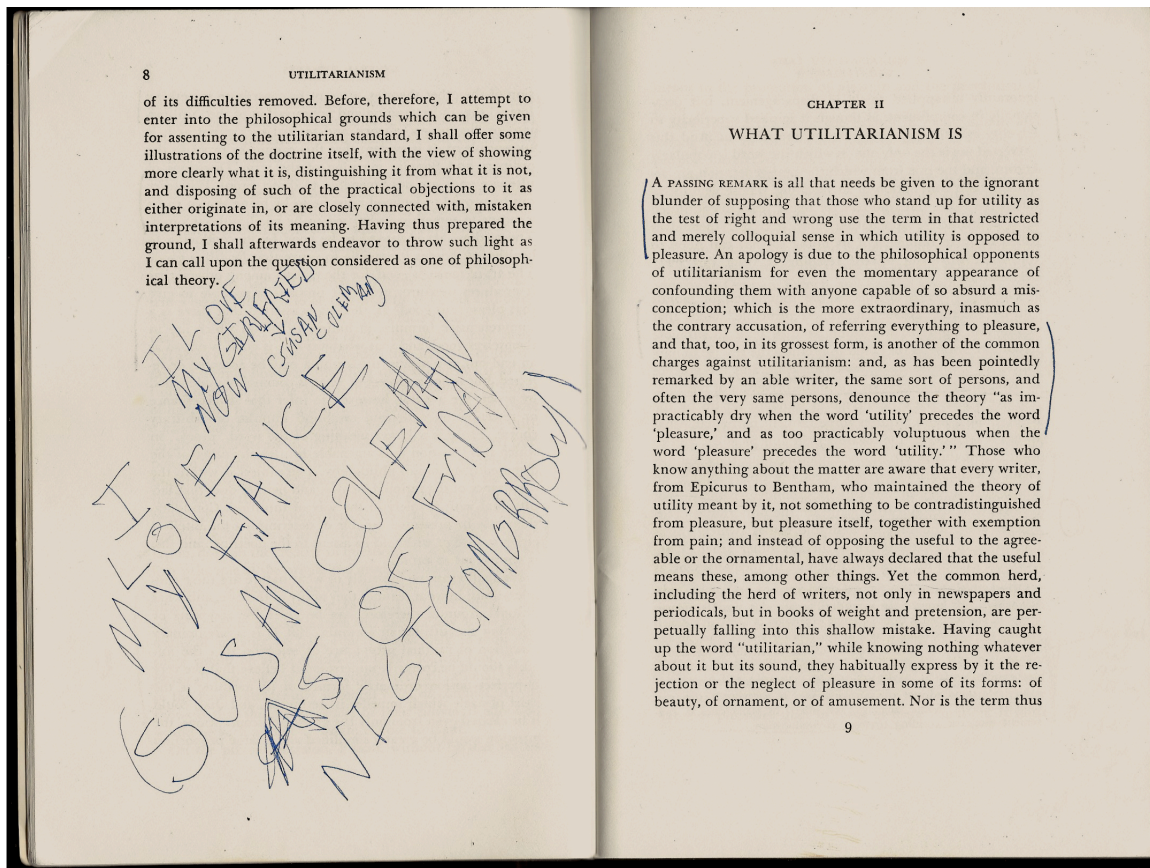 8
UTILITARIANISM
of its difficulties removed. Before, therefore, I attempt to
enter into the philosophical grounds which can be given
for assenting to the utilitarian standard, I shall offer some
illustrations of the doctrine itself, with the view of showing
more clearly what it is, distinguishing it from what it is not,
and disposing of such of the practical objections to it as
either originate in, or are closely connected with, mistaken
interpretations of its meaning. Having thus prepared the
ground, I shall afterwards endeavor to throw such light as
I can call upon the question considered as one of philosoph-
ical theory.
I LOVE
MY GIRLFRIED
NOW (SUSAN COLEMAN)
I
LOVE
MY FIANCE
(SUSAN COLEMAN
AS OF FRIDAY
NIGT (TOMORROW)
CHAPTER II
WHAT UTILITARIANISM IS
A PASSING REMARK is all that needs be given to the ignorant
blunder of supposing that those who stand up for utility as
the test of right and wrong use the term in that restricted
and merely colloquial sense in which utility is opposed to
pleasure. An apology is due to the philosophical opponents
of utilitarianism for even the momentary appearance of
confounding them with anyone capable of so absurd a mis-
conception; which is the more extraordinary, inasmuch as
the contrary accusation, of referring everything to pleasure,
and that, too, in its grossest form, is another of the common
charges against utilitarianism: and, as has been pointedly
remarked by an able writer, the same sort of persons, and
often the very same persons, denounce the theory "as im-
practicably dry when the word 'utility' precedes the word
'pleasure,' and as too practicably voluptuous when the
word 'pleasure' precedes the word 'utility.'" Those who
know anything about the matter are aware that every writer,
from Epicurus to Bentham, who maintained the theory of
utility meant by it, not something to be contradistinguished
from pleasure, but pleasure itself, together with exemption
from pain; and instead of opposing the useful to the agree-
able or the ornamental, have always declared that the useful
means these, among other things. Yet the common herd,
including the herd of writers, not only in newspapers and
periodicals, but in books of weight and pretension, are per-
petually falling into this shallow mistake. Having caught
up the word "utilitarian," while knowing nothing whatever
about it but its sound, they habitually express by it the re-
jection or the neglect of pleasure in some of its forms: of
beauty, of ornament, or of amusement. Nor is the term thus
9